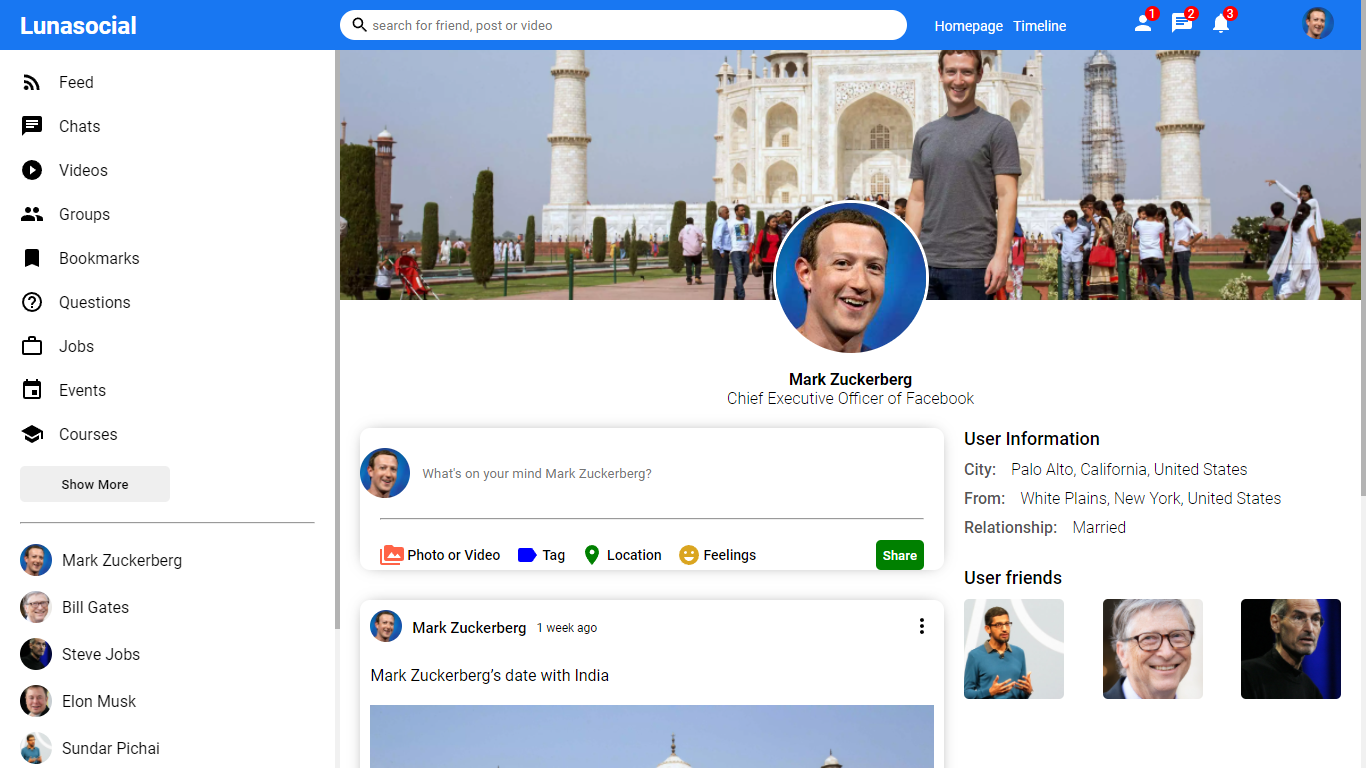 Lunasocial
search for friend, post or video
Homepage Timeline
1 2 3
Feed
Chats
Videos
Groups
Bookmarks
Questions
Jobs
Events
Courses
Show More
Mark Zuckerberg
Bill Gates
Steve Jobs
Elon Musk
Sundar Pichai
Mark Zuckerberg
Chief Executive Officer of Facebook
What's on your mind Mark Zuckerberg?
Photo or Video Tag Location Feelings Share
Mark Zuckerberg 1 week ago
Mark Zuckerberg’s date with India
User Information
City: Palo Alto, California, United States
From: White Plains, New York, United States
Relationship: Married
User friends